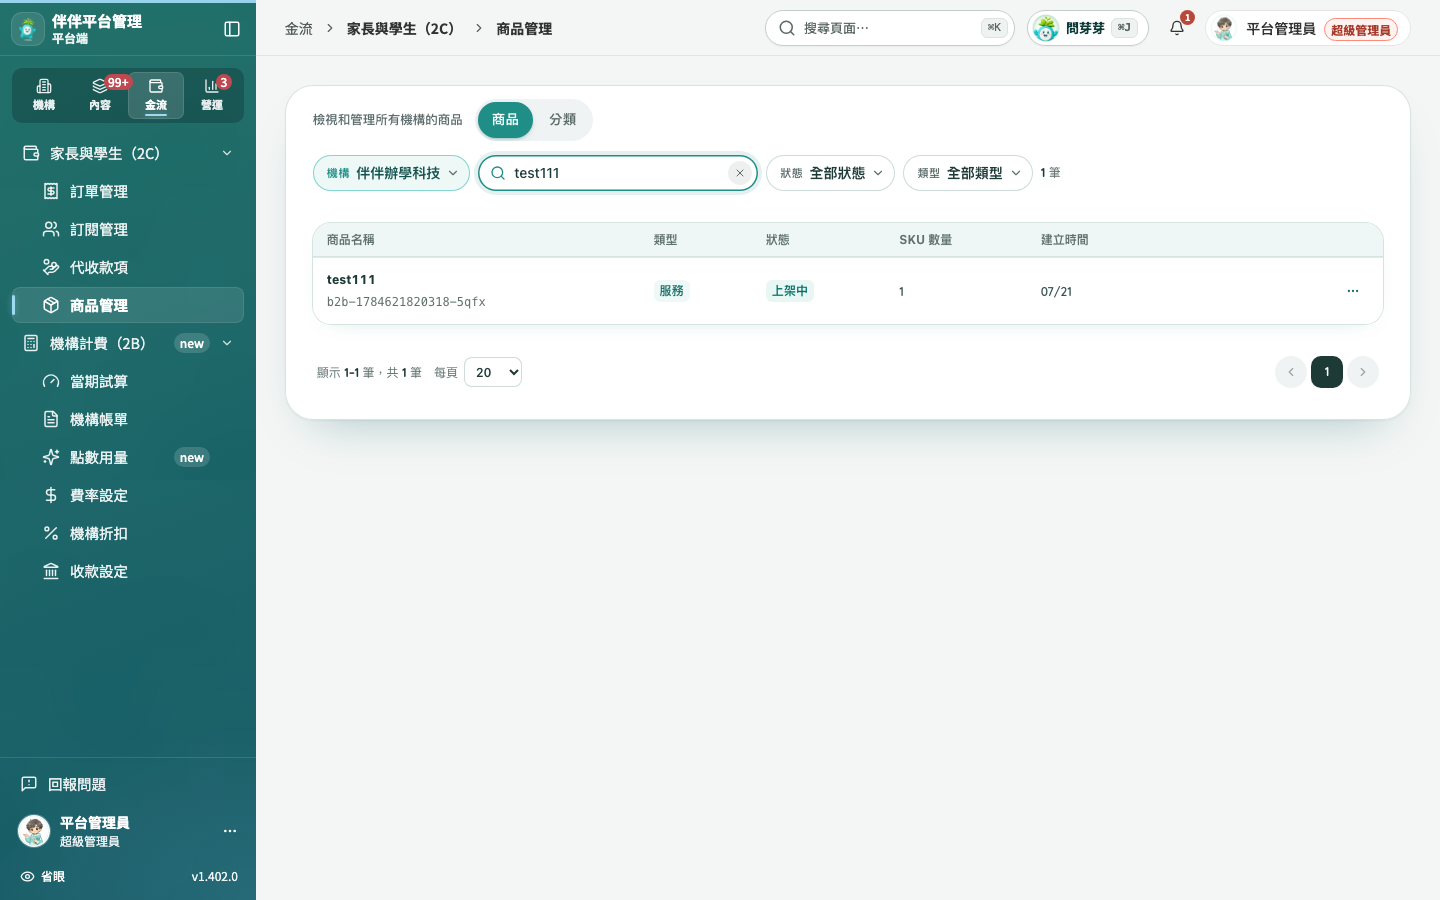 伴伴平台管理
平台端
機構
內容
99+
金流
營運
3
家長與學生（2C）
訂單管理
訂閱管理
代收款項
商品管理
機構計費（2B）
new
當期試算
機構帳單
點數用量
new
費率設定
機構折扣
收款設定
回報問題
平台管理員
超級管理員
省眼
v1.402.0
金流
家長與學生（2C）
商品管理
搜尋頁面…
⌘K
問芽芽
⌘J
1
平台管理員
超級管理員
檢視和管理所有機構的商品
商品
分類
機構 伴伴辦學科技
test111
狀態 全部狀態
類型 全部類型
1 筆
商品名稱 類型 狀態 SKU 數量 建立時間
test111
b2b-1784621820318-5qfx
服務
上架中
1
07/21
顯示 1-1 筆，共 1 筆
每頁
20
1